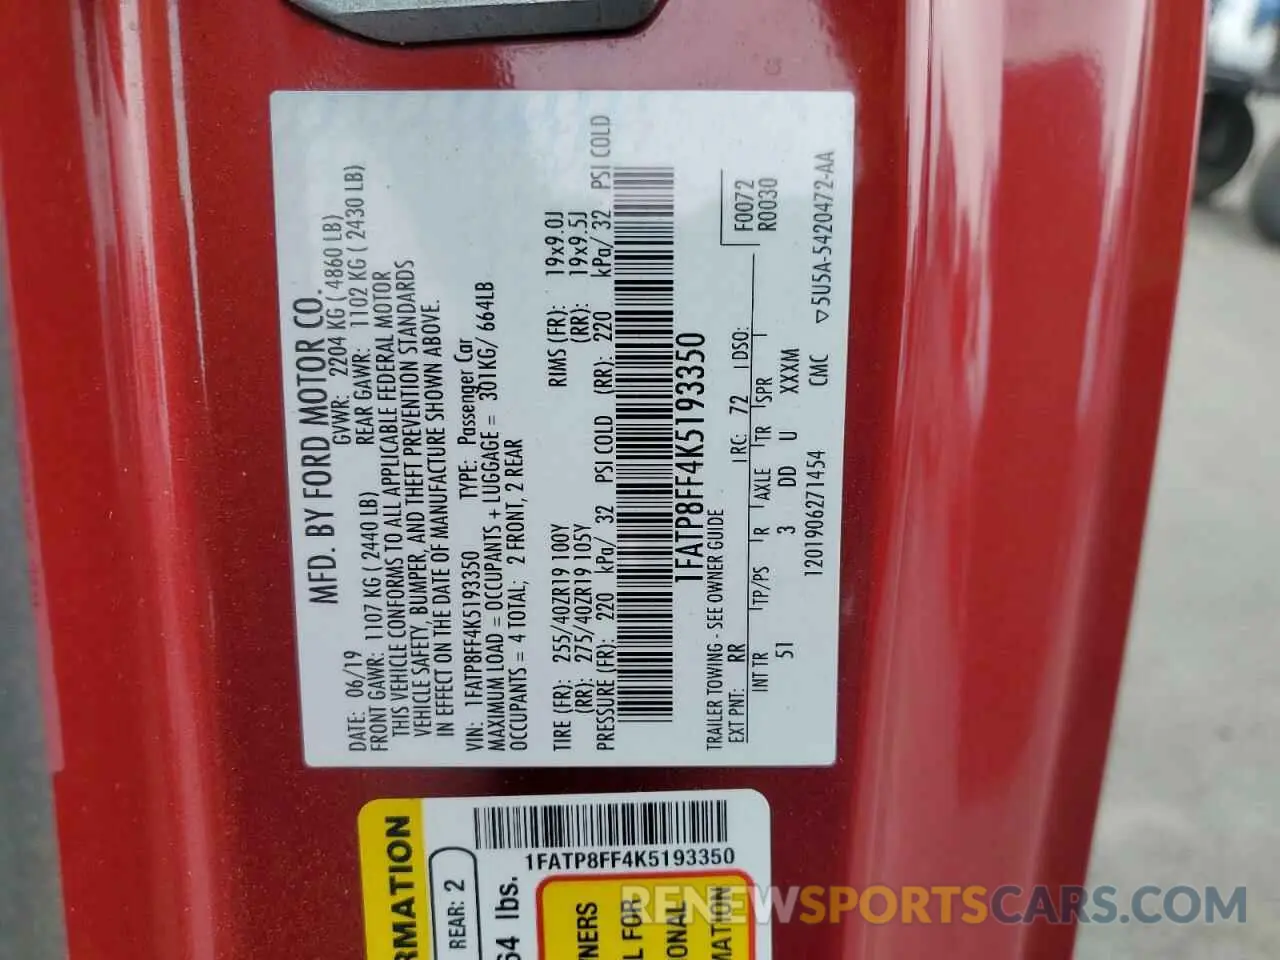 MFD. BY FORD MOTOR CO.
DATE: 06/19 GVWR: 2204 KG ( 4860 LB)
FRONT GAWR: 1107 KG ( 2440 LB) REAR GAWR: 1102 KG ( 2430 LB)
THIS VEHICLE CONFORMS TO ALL APPLICABLE FEDERAL MOTOR
VEHICLE SAFETY, BUMPER, AND THEFT PREVENTION STANDARDS
IN EFFECT ON THE DATE OF MANUFACTURE SHOWN ABOVE.
VIN: 1FATP8FF4K5193350 TYPE: Passenger Car
MAXIMUM LOAD = OCCUPANTS + LUGGAGE = 301KG/ 664LB
OCCUPANTS = 4 TOTAL; 2 FRONT, 2 REAR
TIRE (FR): 255/40ZR19 100Y RIMS (FR): 19x9.0J
(RR): 275/40ZR19 105Y (RR): 19x9.5J
PRESSURE (FR): 220 kPa/ 32 PSI COLD (RR): 220 kPa/ 32 PSI COLD
1FATP8FF4K5193350
TRAILER TOWING - SEE OWNER GUIDE
EXT PNT: RR RC: 72 DSO: F0072
R0030
INT TR TP/PS R AXLE TR SPR
51 3 DD U XXXM
1201906271454 CMC ▽5U5A-5420472-AA
RMATION
REAR: 2
64 lbs.
1FATP8FF4K5193350
NERS
L FOR
ONAL
MATION
RENEWSPORTSCARS.COM